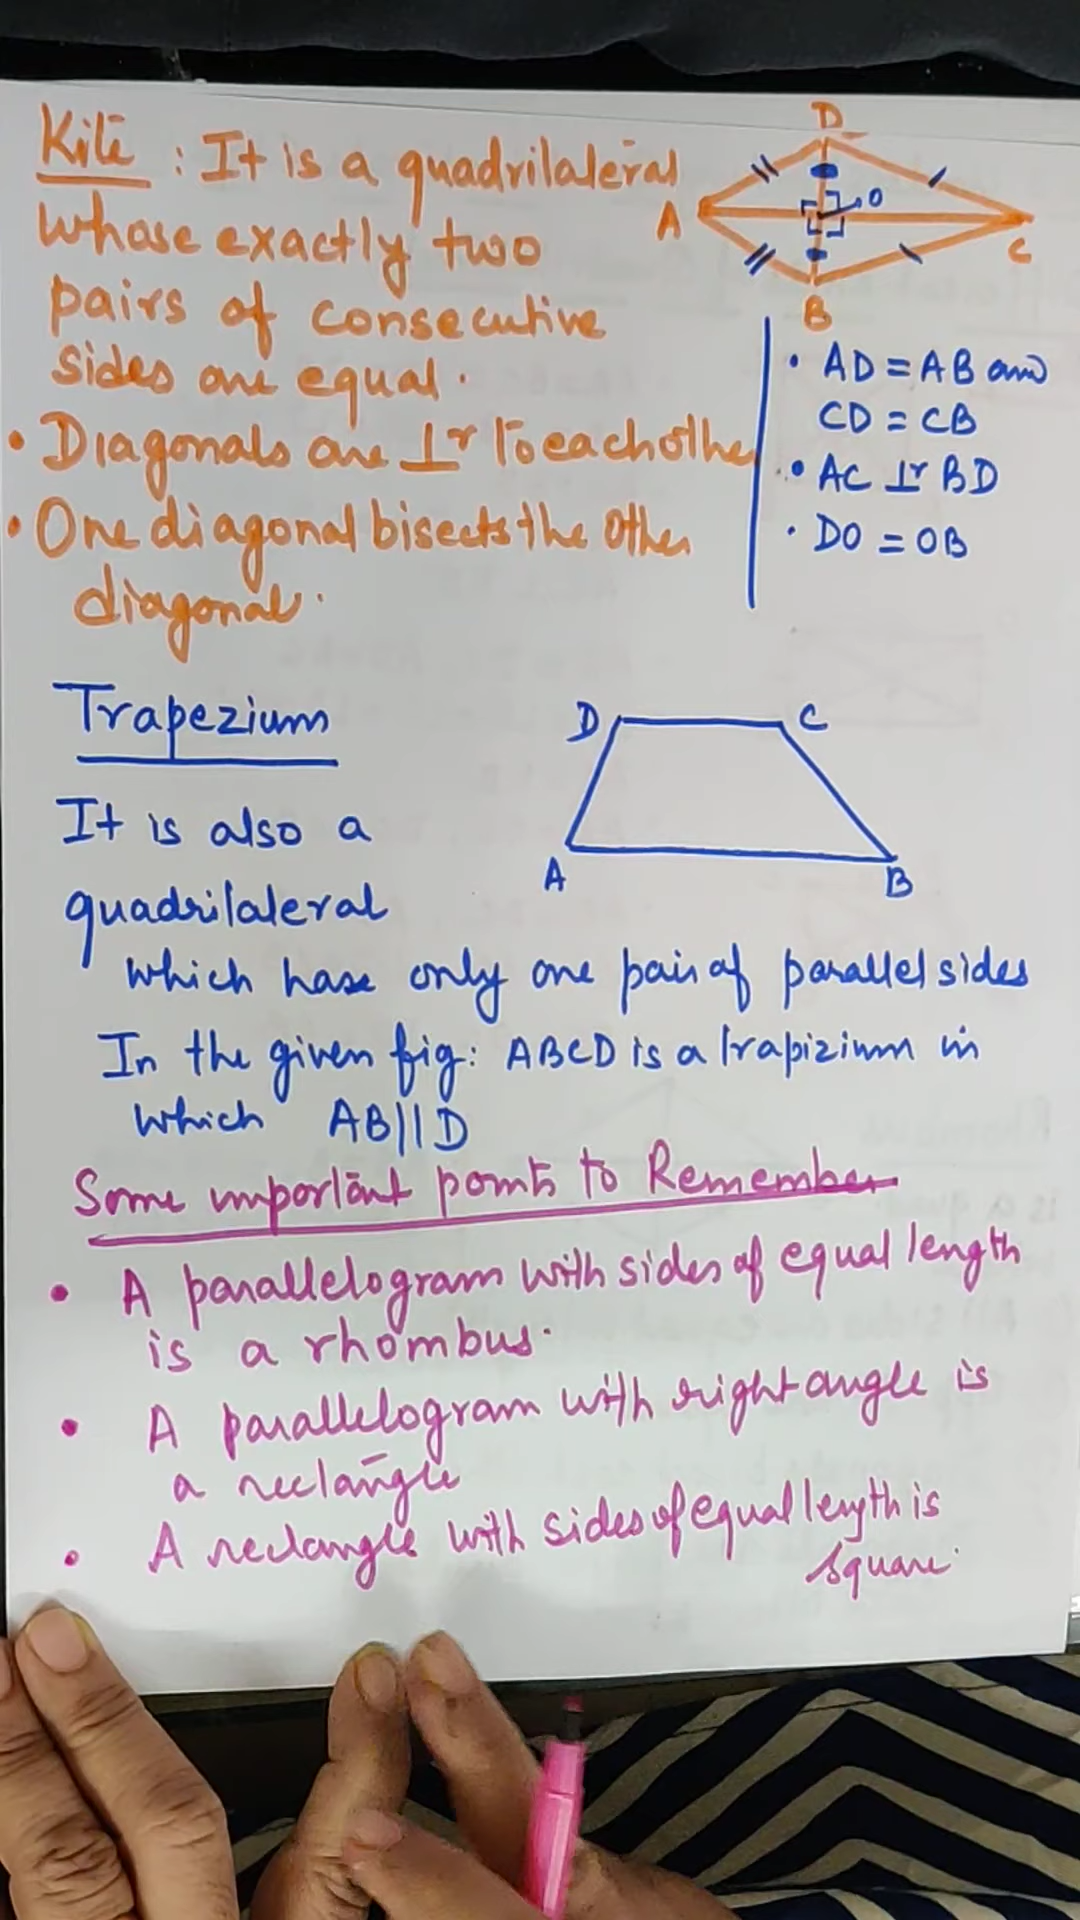 Kite : It is a quadrilateral
whose exactly two
pairs of consecutive
sides are equal.
• Diagonals are ⊥r to each othe
• One diagonal bisects the other
diagonal.
D
A
O
C
B
• AD = AB and
CD = CB
• AC ⊥r BD
• DO = OB
Trapezium
D C
A B
It is also a
quadrilateral
which have only one pair of parallel sides
In the given fig: ABCD is a trapizium in
which AB||D
Some important points to Remember
• A parallelogram with sides of equal length
is a rhombus.
• A parallelogram with right angle is
a rectangle
• A rectangle with sides of equal length is
square.